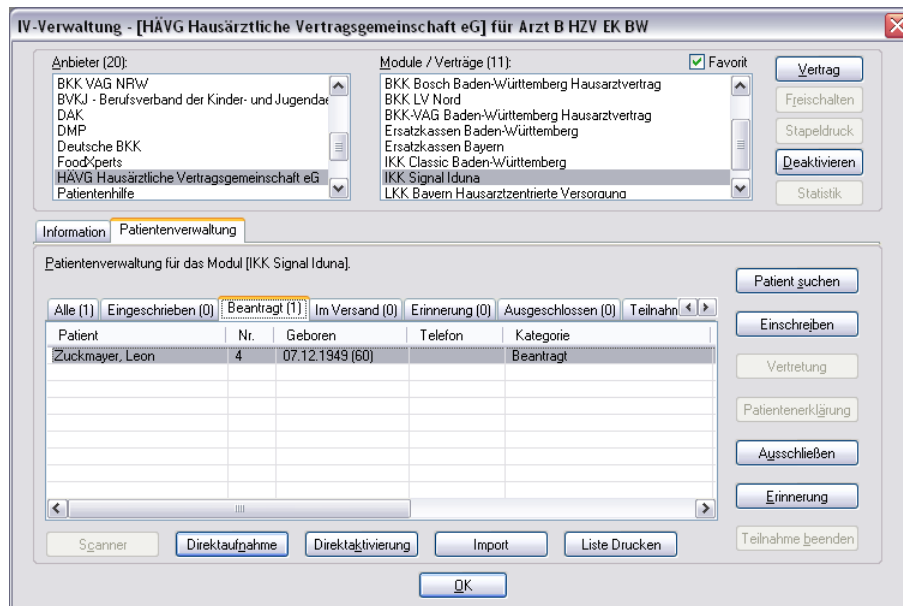 IV-Verwaltung - [HÄVG Hausärztliche Vertragsgemeinschaft eG] für Arzt B HZV EK BW
Anbieter (20):
BKK VAG NRW
BVKJ - Berufsverband der Kinder- und Jugendae
DAK
DMP
Deutsche BKK
FoodXperts
HÄVG Hausärztliche Vertragsgemeinschaft eG
Patientenhilfe
Module / Verträge (11):
Favorit
BKK Bosch Baden-Württemberg Hausarztvertrag
BKK LV Nord
BKK-VAG Baden-Württemberg Hausarztvertrag
Ersatzkassen Baden-Württemberg
Ersatzkassen Bayern
IKK Classic Baden-Württemberg
IKK Signal Iduna
LKK Bayern Hausarztzentrierte Versorgung
Vertrag
Freischalten
Stapeldruck
Deaktivieren
Statistik
Information Patientenverwaltung
Patientenverwaltung für das Modul [IKK Signal Iduna].
Alle (1) Eingeschrieben (0) Beantragt (1) Im Versand (0) Erinnerung (0) Ausgeschlossen (0) Teilnahn
Patient Nr. Geboren Telefon Kategorie
Zuckmayer, Leon 4 07.12.1949 (60) Beantragt
Patient suchen
Einschreiben
Vertretung
Patientenerklärung
Ausschließen
Erinnerung
Teilnahme beenden
Scanner Direktaufnahme Direktaktivierung Import Liste Drucken
OK